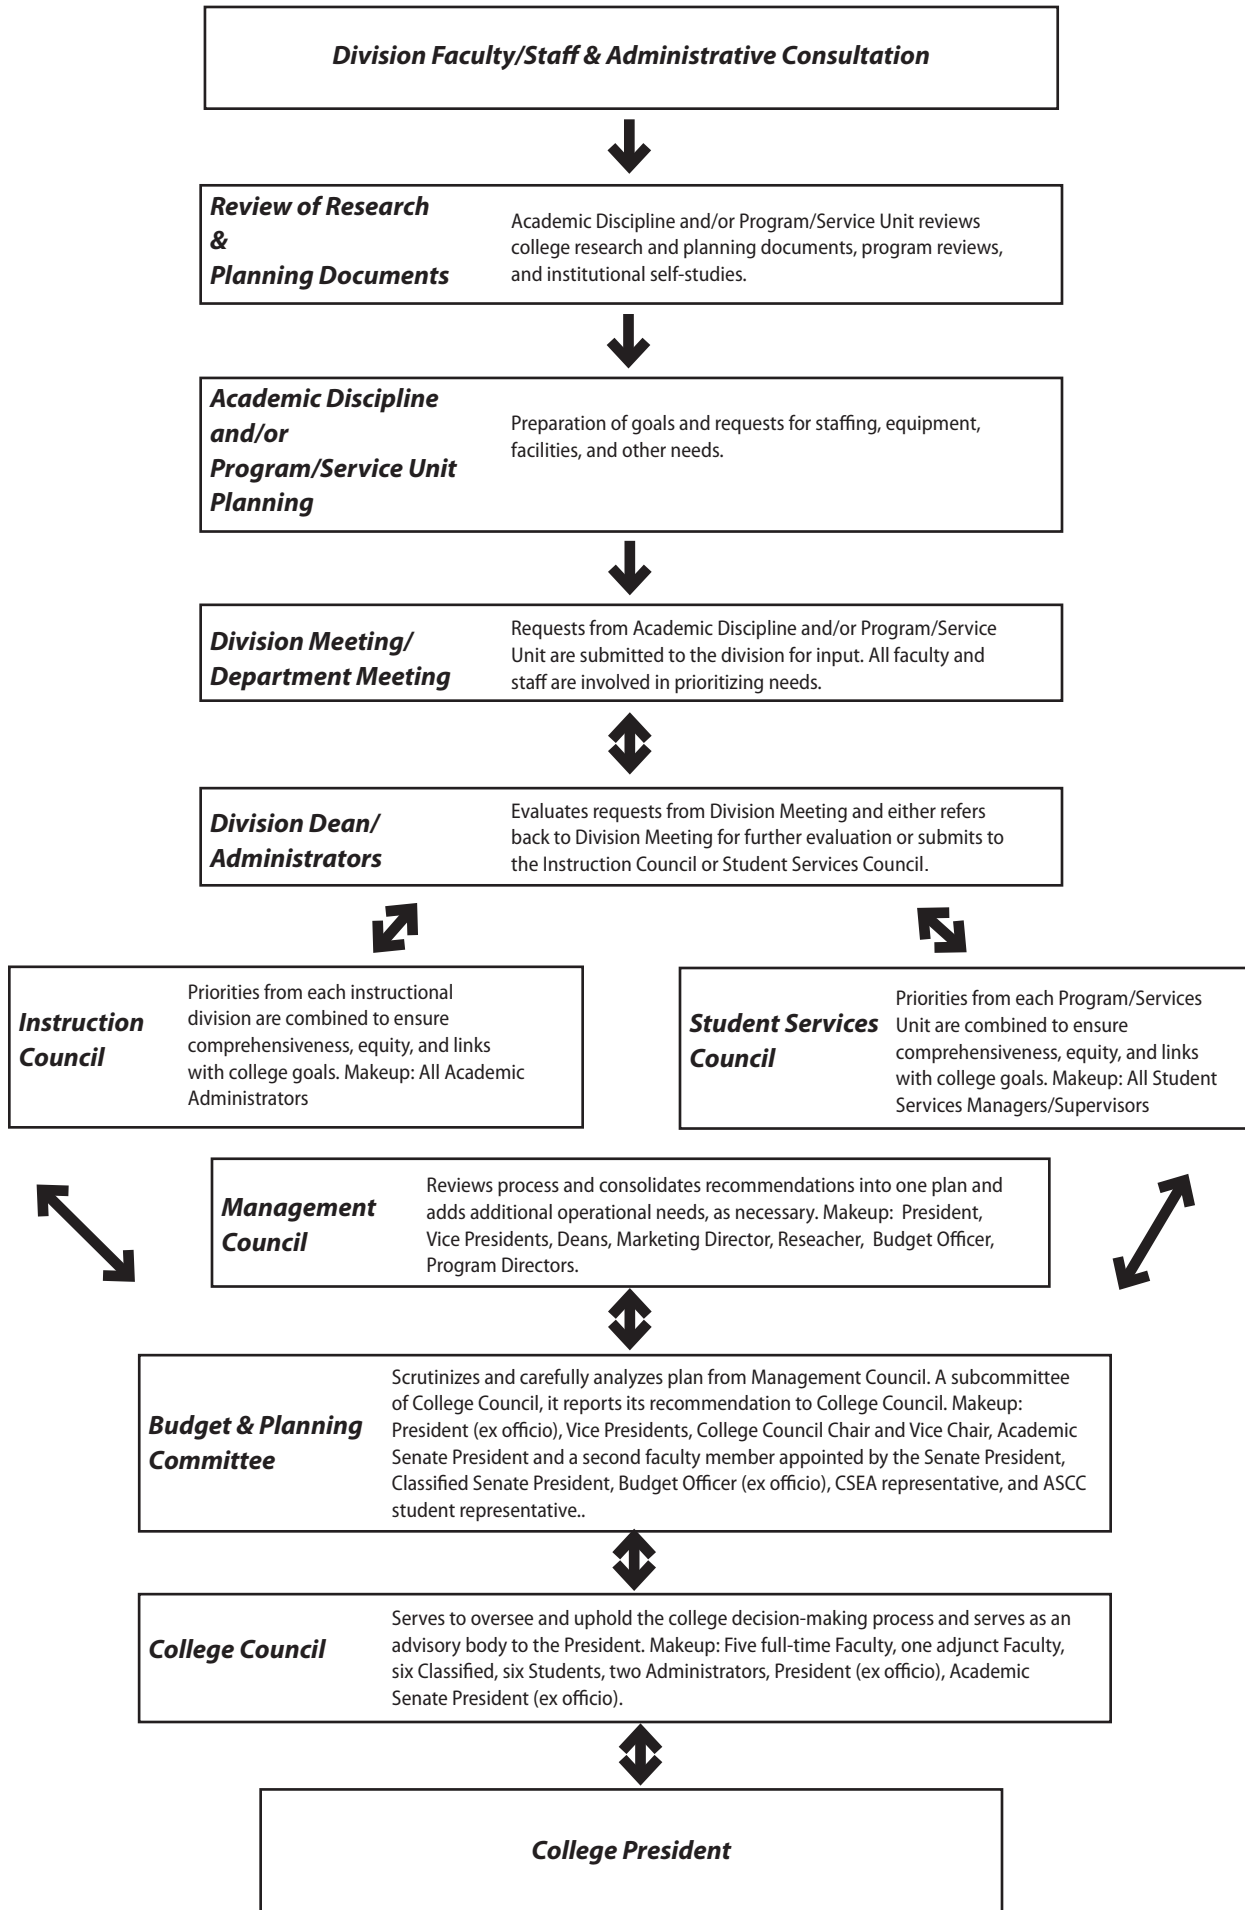 Division Faculty/Staff & Administrative Consultation
Review of Research
&
Planning Documents
Academic Discipline and/or Program/Service Unit reviews
college research and planning documents, program reviews,
and institutional self-studies.
Academic Discipline
and/or
Program/Service Unit
Planning
Preparation of goals and requests for staffing, equipment,
facilities, and other needs.
Division Meeting/
Department Meeting
Requests from Academic Discipline and/or Program/Service
Unit are submitted to the division for input. All faculty and
staff are involved in prioritizing needs.
Division Dean/
Administrators
Evaluates requests from Division Meeting and either refers
back to Division Meeting for further evaluation or submits to
the Instruction Council or Student Services Council.
Instruction
Council
Priorities from each instructional
division are combined to ensure
comprehensiveness, equity, and links
with college goals. Makeup: All Academic
Administrators
Student Services
Council
Priorities from each Program/Services
Unit are combined to ensure
comprehensiveness, equity, and links
with college goals. Makeup: All Student
Services Managers/Supervisors
Management
Council
Reviews process and consolidates recommendations into one plan and
adds additional operational needs, as necessary. Makeup: President,
Vice Presidents, Deans, Marketing Director, Reseacher, Budget Officer,
Program Directors.
Budget & Planning
Committee
Scrutinizes and carefully analyzes plan from Management Council. A subcommittee
of College Council, it reports its recommendation to College Council. Makeup:
President (ex officio), Vice Presidents, College Council Chair and Vice Chair, Academic
Senate President and a second faculty member appointed by the Senate President,
Classified Senate President, Budget Officer (ex officio), CSEA representative, and ASCC
student representative..
College Council
Serves to oversee and uphold the college decision-making process and serves as an
advisory body to the President. Makeup: Five full-time Faculty, one adjunct Faculty,
six Classified, six Students, two Administrators, President (ex officio), Academic
Senate President (ex officio).
College President